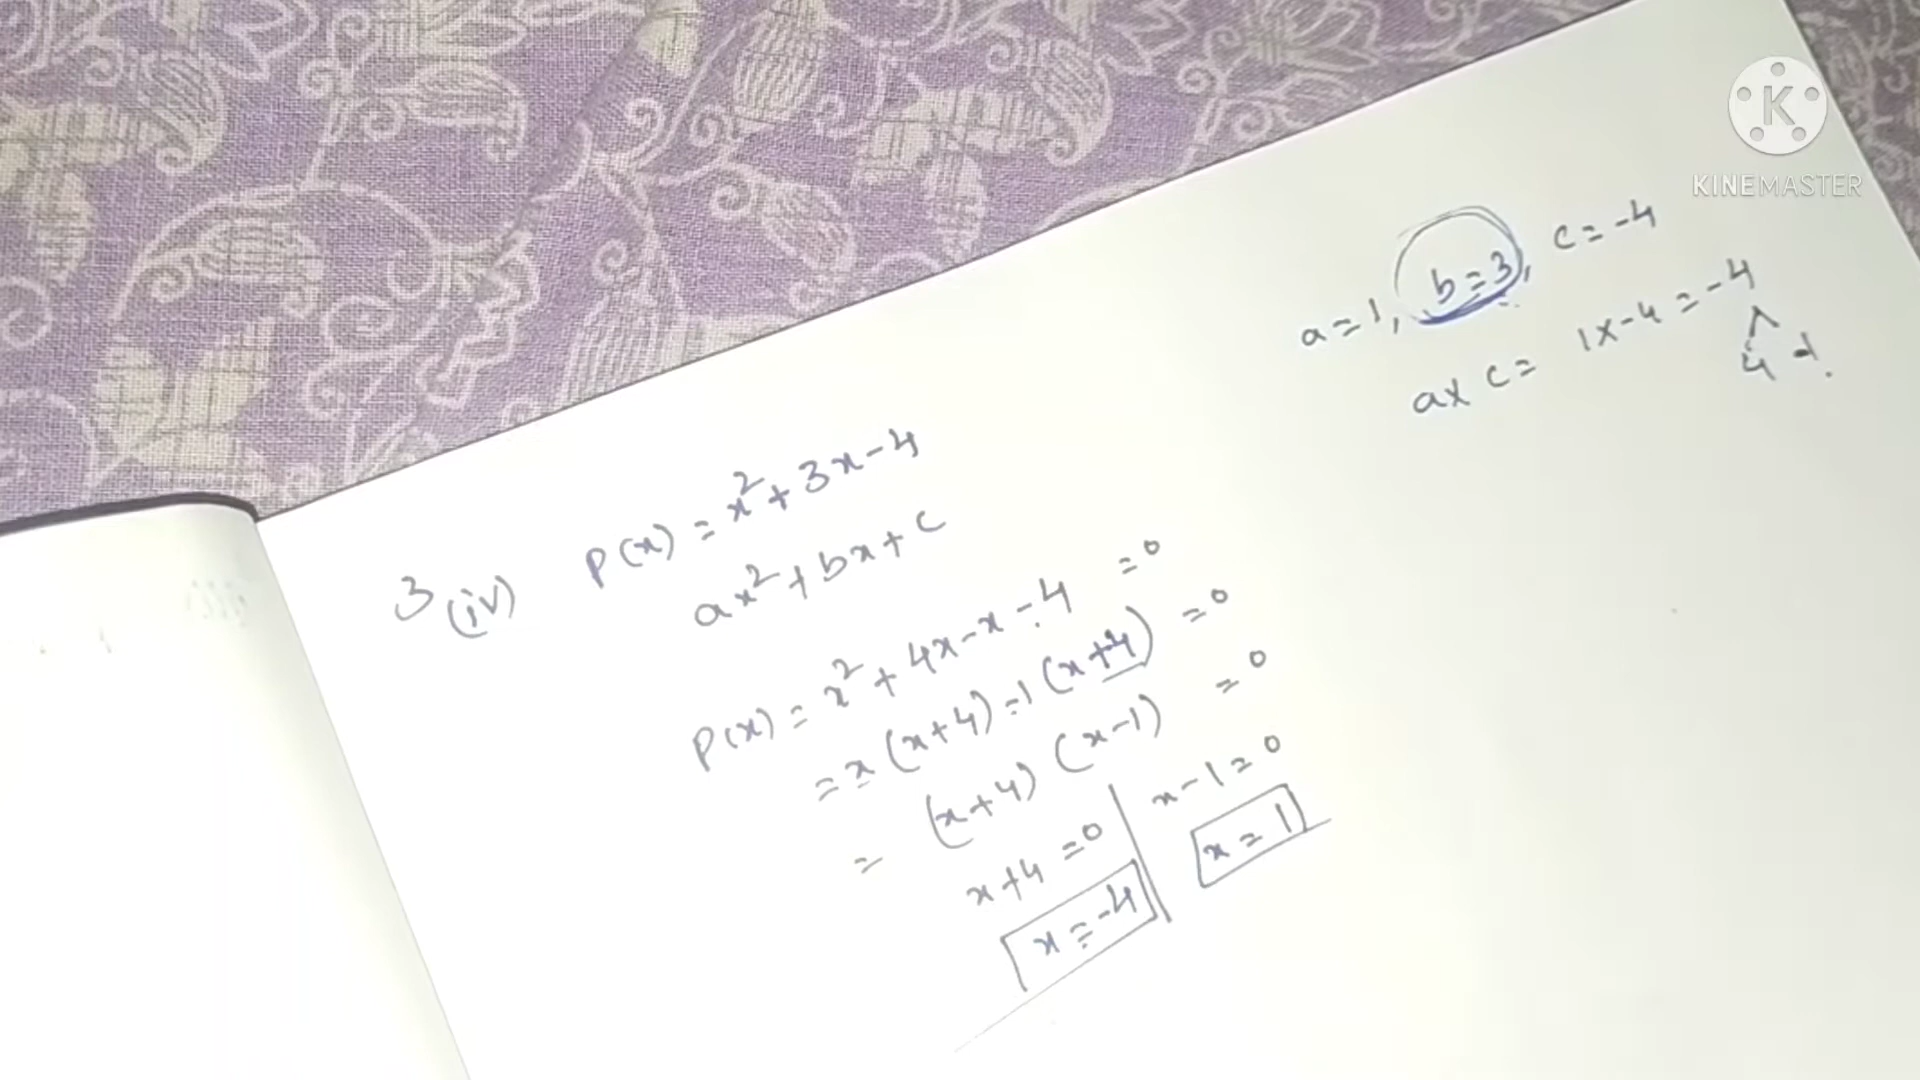 KINEMASTER
a = 1, b = 3, c = -4
a x c = 1 x -4 = -4
4 -1
3 (iv) P(x) = x² + 3x - 4
ax² + bx + c
P(x) = x² + 4x - x - 4 = 0
= x (x+4) -1 (x+4) = 0
= (x+4) (x-1) = 0
x+4 = 0 | x-1 = 0
x = -4 | x = 1